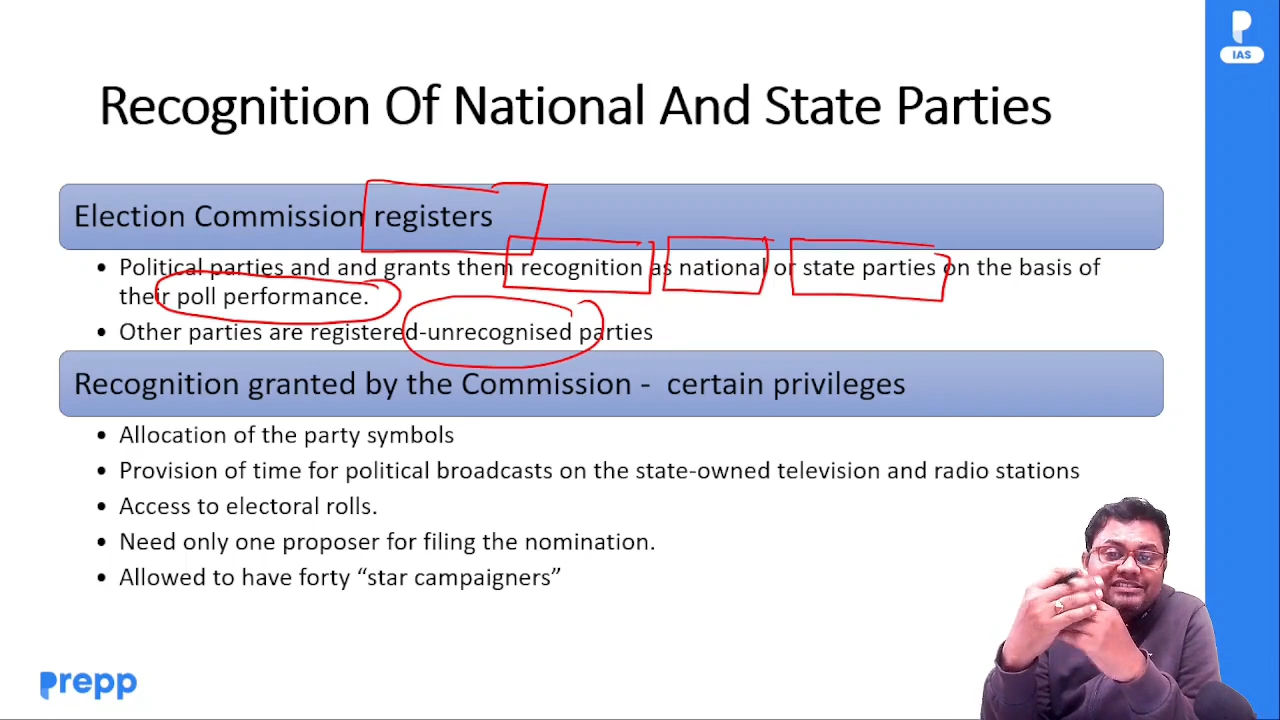 IAS
Recognition Of National And State Parties
Election Commission registers
• Political parties and and grants them recognition as national or state parties on the basis of
their poll performance.
• Other parties are registered-unrecognised parties
Recognition granted by the Commission - certain privileges
• Allocation of the party symbols
• Provision of time for political broadcasts on the state-owned television and radio stations
• Access to electoral rolls.
• Need only one proposer for filing the nomination.
• Allowed to have forty “star campaigners”
prepp